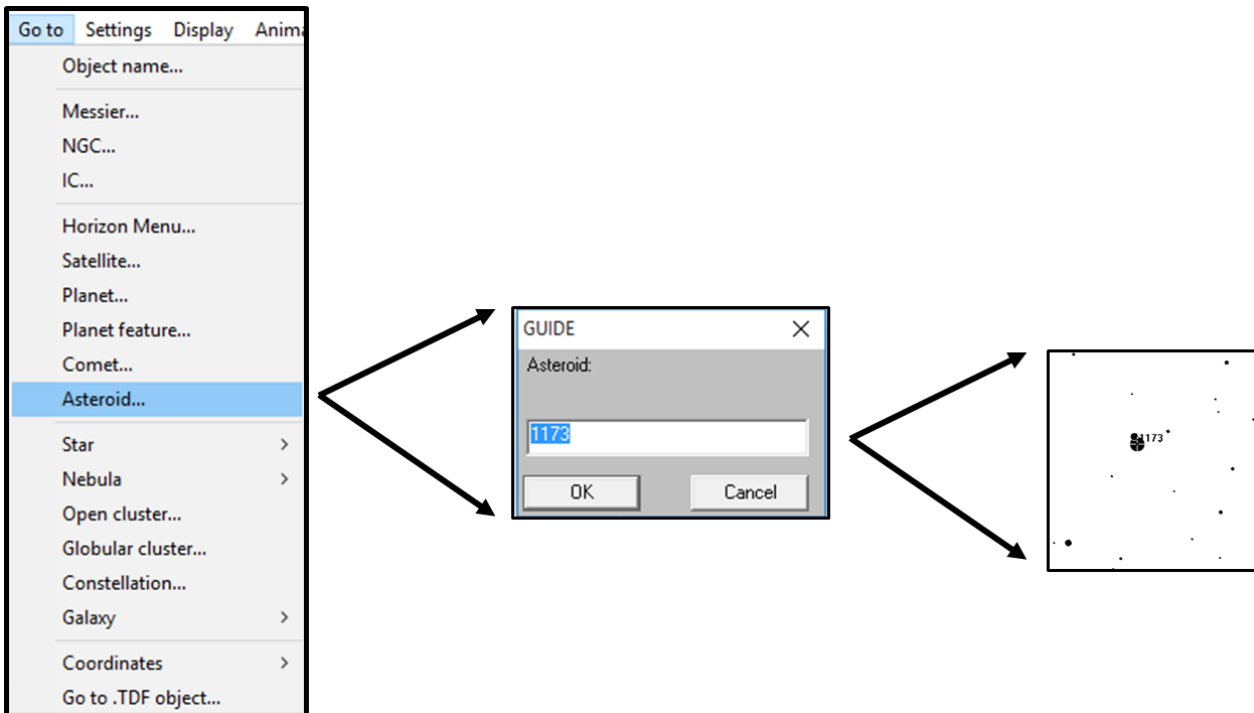 Go to Settings Display Anima
Object name...
Messier...
NGC...
IC...
Horizon Menu...
Satellite...
Planet...
Planet feature...
Comet...
Asteroid...
Star >
Nebula >
Open cluster...
Globular cluster...
Constellation...
Galaxy >
Coordinates >
Go to .TDF object...
GUIDE
Asteroid:
1173
OK Cancel
1173